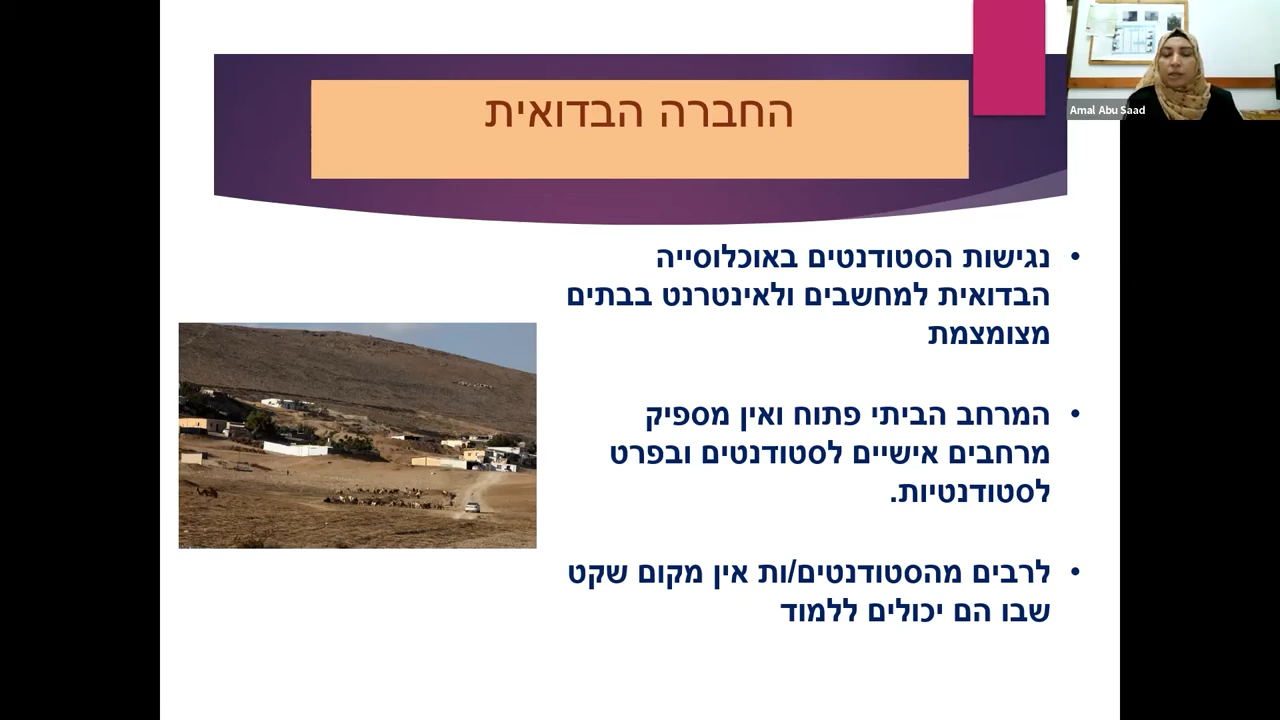 החברה הבדואית
Amal Abu Saad
• נגישות הסטודנטים באוכלוסייה
הבדואית למחשבים ולאינטרנט בבתים
מצומצמת
• המרחב הביתי פתוח ואין מספיק
מרחבים אישיים לסטודנטים ובפרט
לסטודנטיות.
• לרבים מהסטודנטים/ות אין מקום שקט
שבו הם יכולים ללמוד